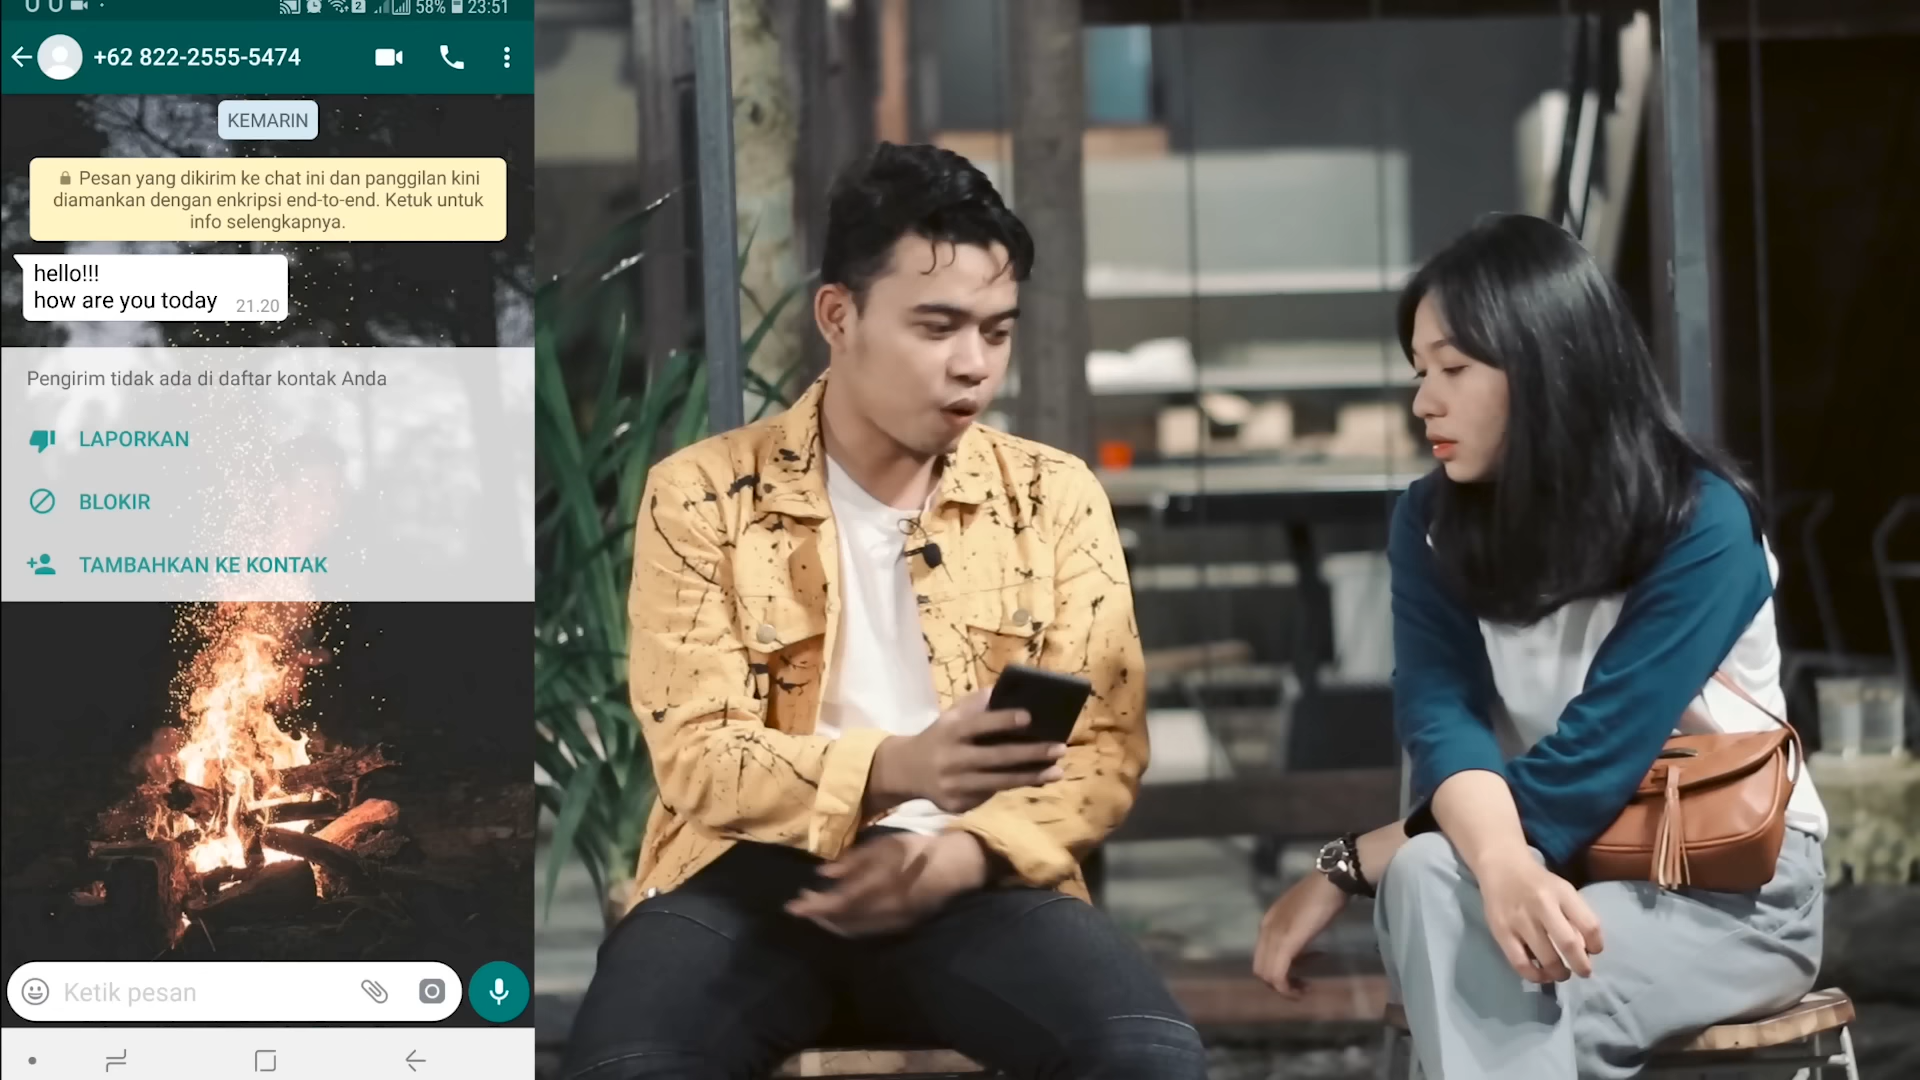 2 58% 23:51
+62 822-2555-5474
KEMARIN
Pesan yang dikirim ke chat ini dan panggilan kini
diamankan dengan enkripsi end-to-end. Ketuk untuk
info selengkapnya.
hello!!!
how are you today 21.20
Pengirim tidak ada di daftar kontak Anda
LAPORKAN
BLOKIR
TAMBAHKAN KE KONTAK
Ketik pesan